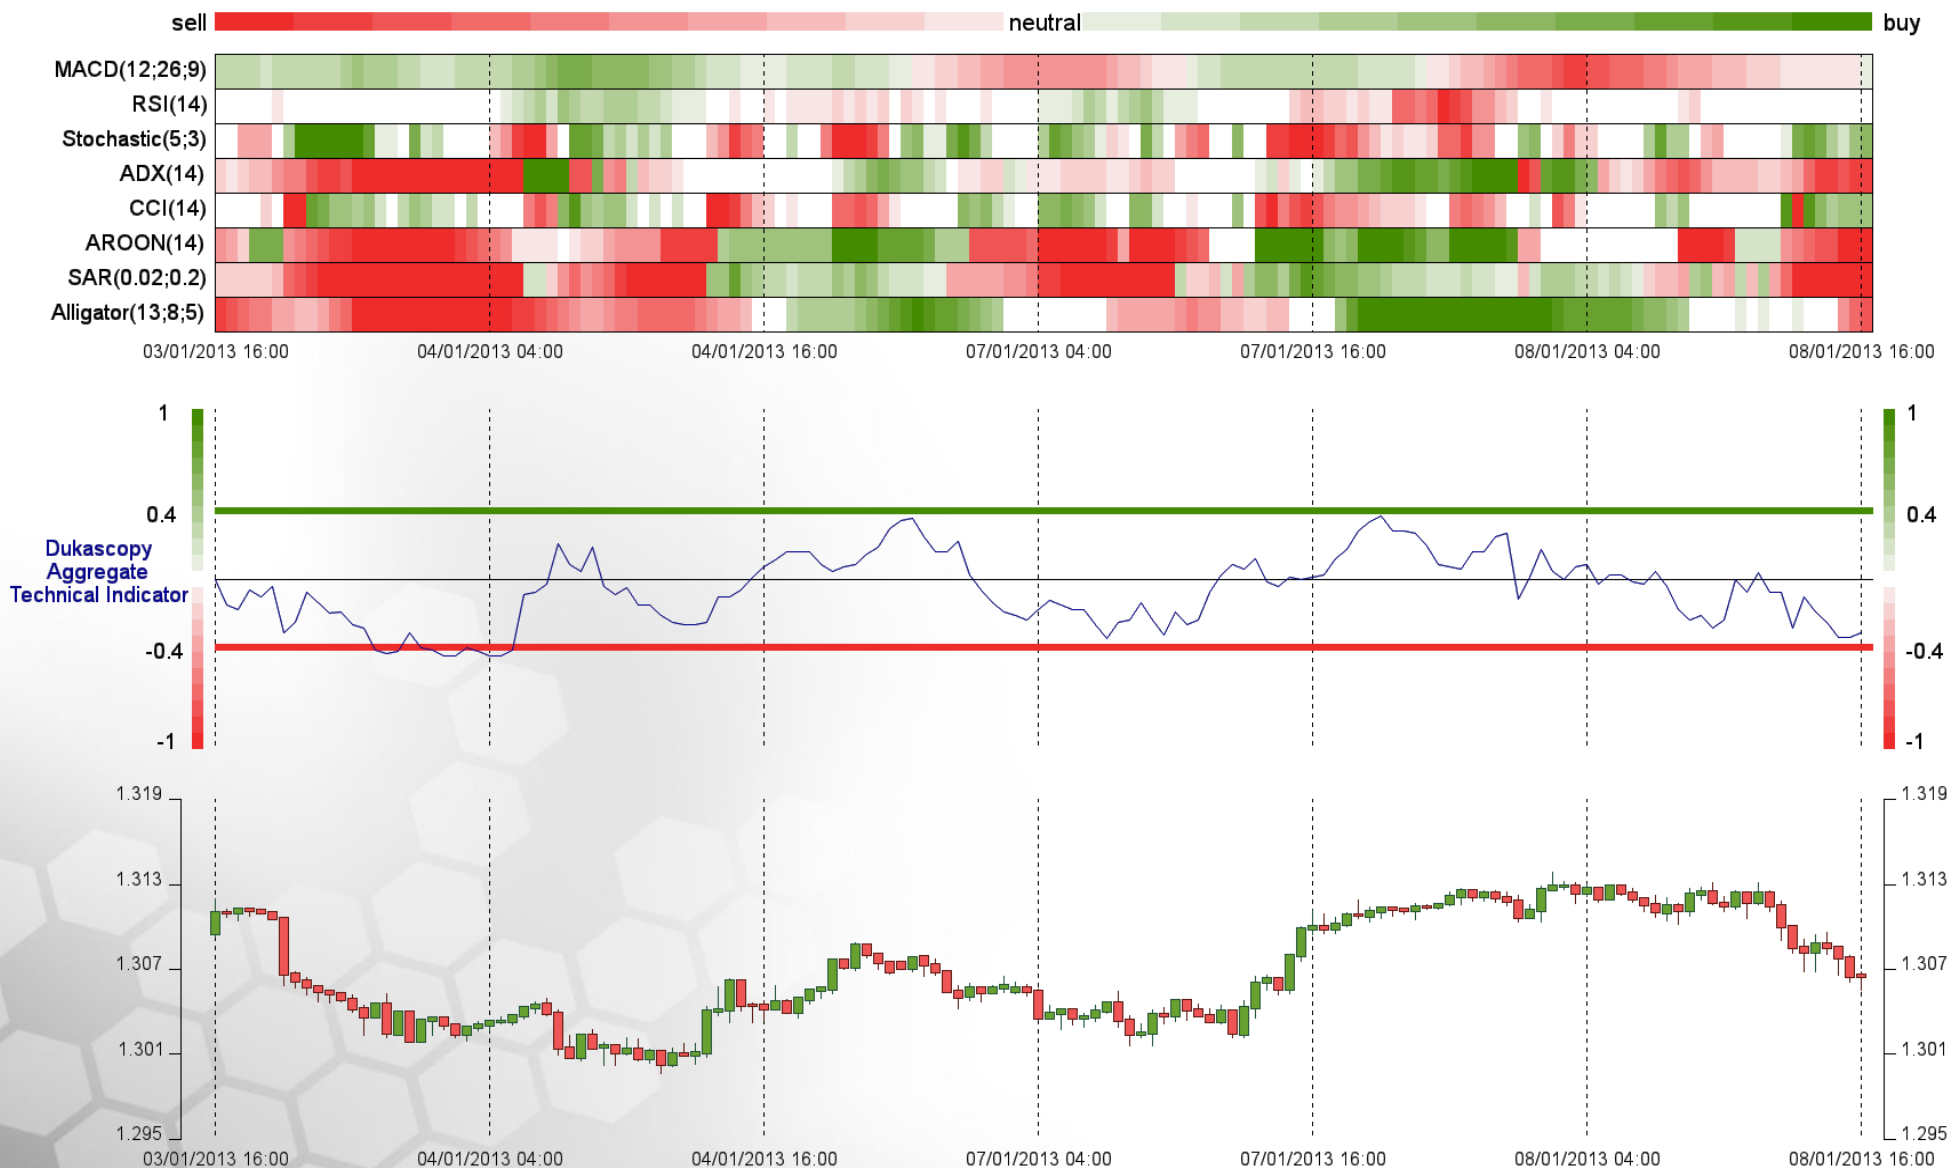 sell neutral buy
MACD(12;26;9)
RSI(14)
Stochastic(5;3)
ADX(14)
CCI(14)
AROON(14)
SAR(0.02;0.2)
Alligator(13;8;5)
03/01/2013 16:00 04/01/2013 04:00 04/01/2013 16:00 07/01/2013 04:00 07/01/2013 16:00 08/01/2013 04:00 08/01/2013 16:00
1 1
0.4 0.4
Dukascopy
Aggregate
Technical Indicator
-0.4 -0.4
-1 -1
1.319 1.319
1.313 1.313
1.307 1.307
1.301 1.301
1.295 1.295
03/01/2013 16:00 04/01/2013 04:00 04/01/2013 16:00 07/01/2013 04:00 07/01/2013 16:00 08/01/2013 04:00 08/01/2013 16:00